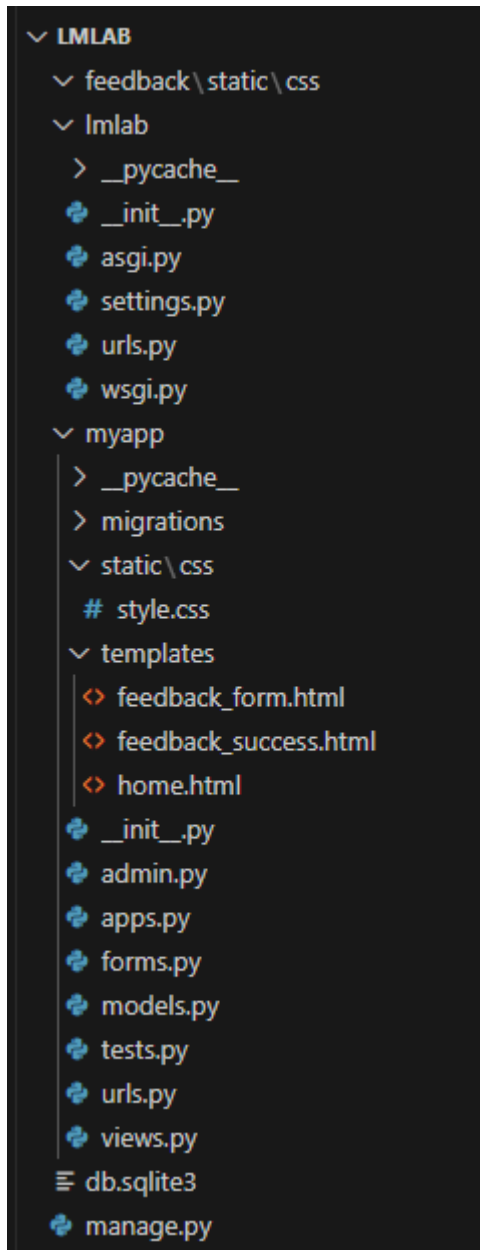 LMLAB
feedback\static\css
lmlab
__pycache__
__init__.py
asgi.py
settings.py
urls.py
wsgi.py
myapp
__pycache__
migrations
static\css
# style.css
templates
<> feedback_form.html
<> feedback_success.html
<> home.html
__init__.py
admin.py
apps.py
forms.py
models.py
tests.py
urls.py
views.py
db.sqlite3
manage.py